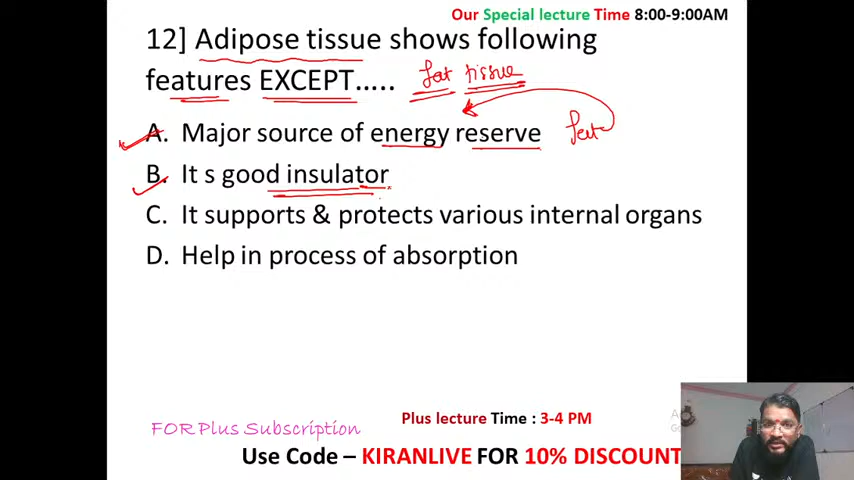 Our Special lecture Time 8:00-9:00AM
12] Adipose tissue shows following
features EXCEPT.....
fat tissue
A. Major source of energy reserve
B. It s good insulator
C. It supports & protects various internal organs
D. Help in process of absorption
FOR Plus Subscription
Plus lecture Time : 3-4 PM
Use Code – KIRANLIVE FOR 10% DISCOUNT